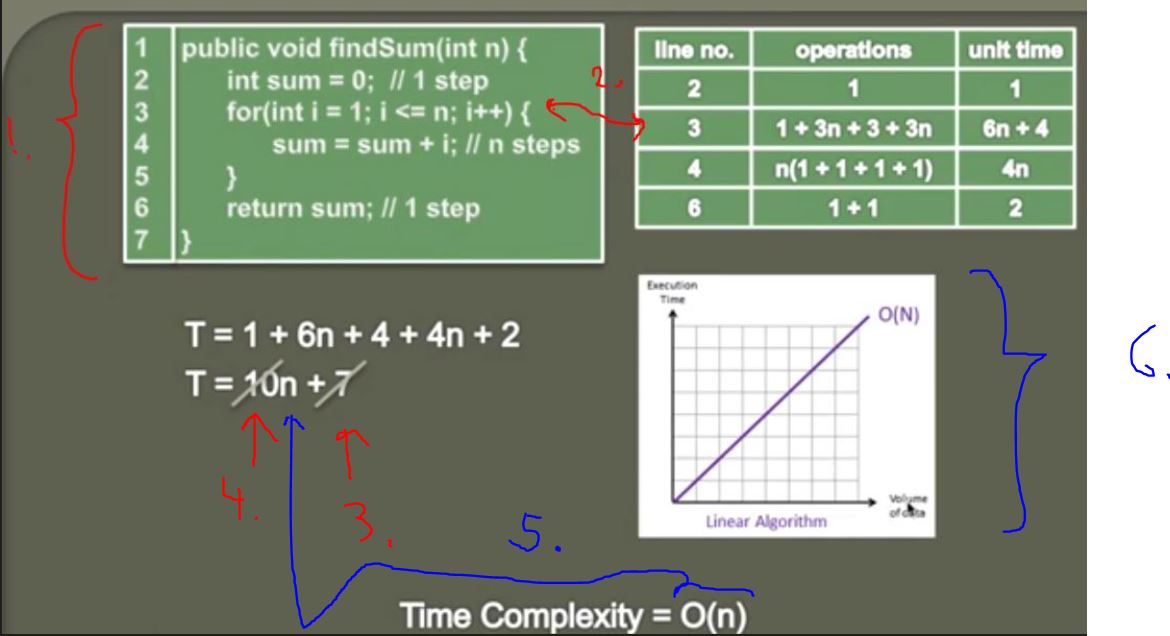 1.
1 public void findSum(int n) {
2 int sum = 0; // 1 step
3 for(int i = 1; i <= n; i++) {
4 sum = sum + i; // n steps
5 }
6 return sum; // 1 step
7 }
2.
line no. operations unit time
2 1 1
3 1 + 3n + 3 + 3n 6n + 4
4 n(1 + 1 + 1 + 1) 4n
6 1 + 1 2
T = 1 + 6n + 4 + 4n + 2
T = 10n + 7
4.
3.
5.
Execution
Time
O(N)
Volume
of data
Linear Algorithm
6.
Time Complexity = O(n)